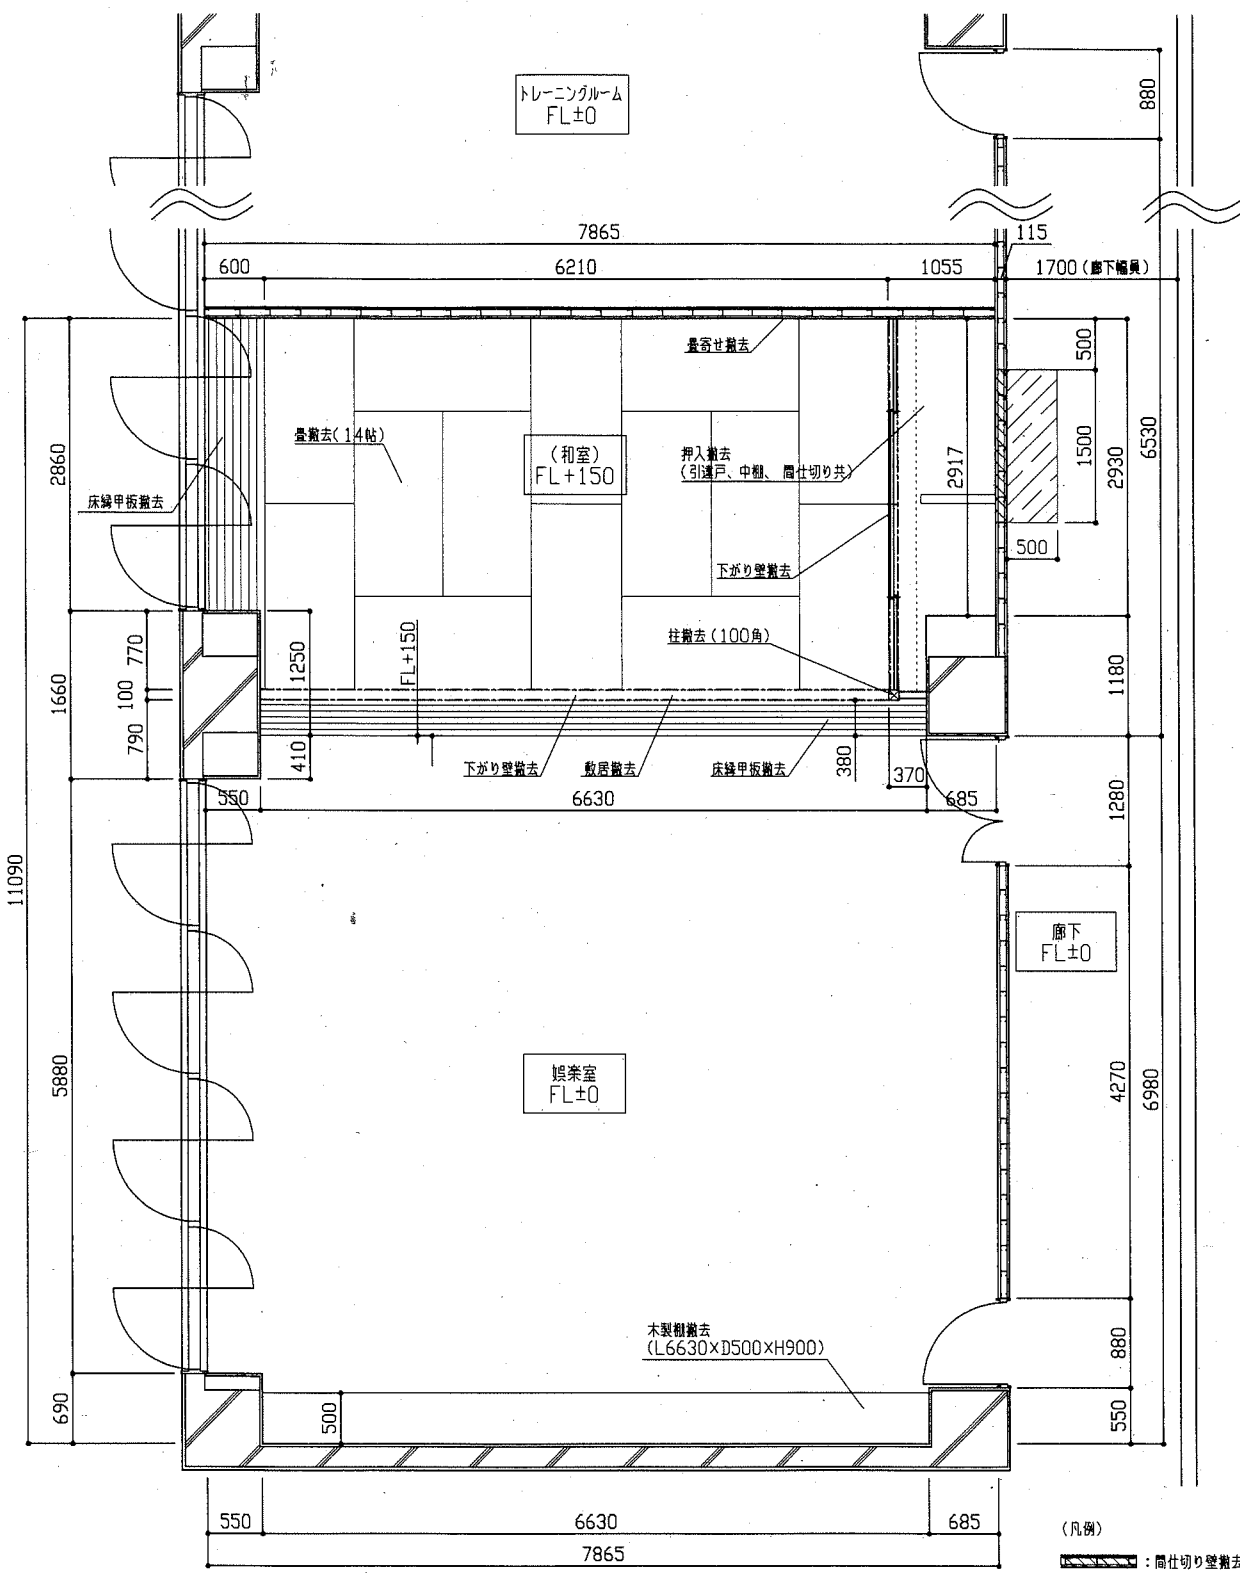 トレーニングルーム
FL±0
880
7865
115
600
6210
1055
1700(廊下幅員)
畳寄せ撤去
500
畳撤去(14帖)
(和室)
FL+150
押入撤去
(引違戸、中棚、間仕切り共)
2917
1500
2930
6530
2860
床縁甲板撤去
500
下がり壁撤去
柱撤去(100角)
770
1250
FL+150
1180
1660
100
790
410
下がり壁撤去
敷居撤去
床縁甲板撤去
380
370
550
6630
685
1280
11090
廊下
FL±0
娯楽室
FL±0
5880
4270
6980
木製棚撤去
(L6630×D500×H900)
880
690
500
550
550
6630
685
7865
(凡例)
:間仕切り壁撤去